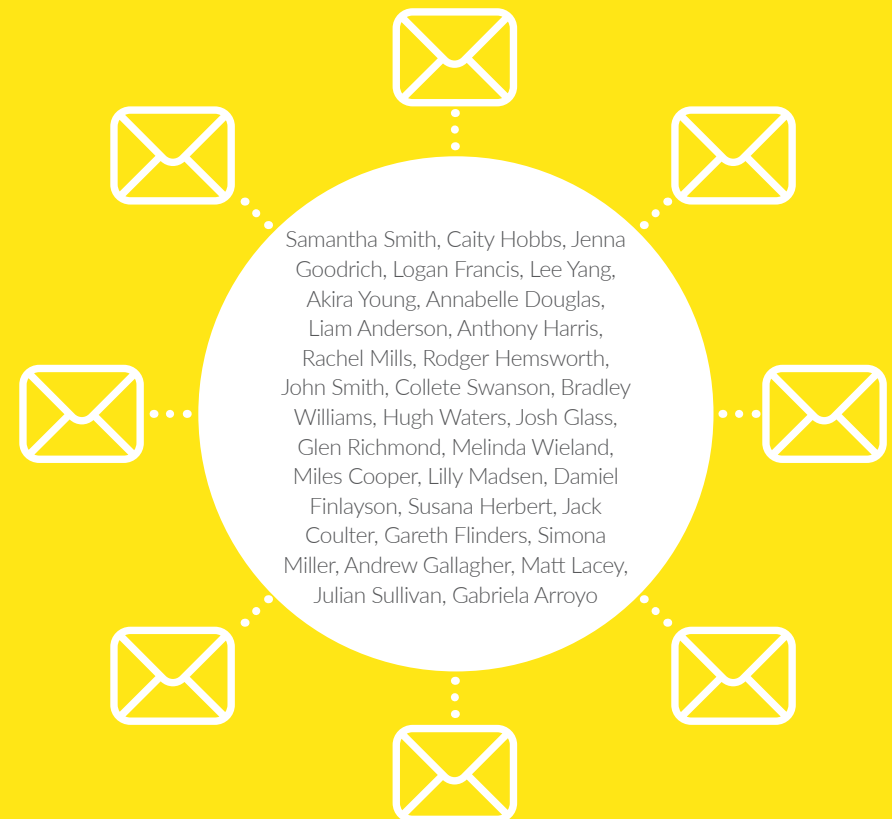 Samantha Smith, Caity Hobbs, Jenna
Goodrich, Logan Francis, Lee Yang,
Akira Young, Annabelle Douglas,
Liam Anderson, Anthony Harris,
Rachel Mills, Rodger Hemsworth,
John Smith, Collete Swanson, Bradley
Williams, Hugh Waters, Josh Glass,
Glen Richmond, Melinda Wieland,
Miles Cooper, Lilly Madsen, Damiel
Finlayson, Susana Herbert, Jack
Coulter, Gareth Flinders, Simona
Miller, Andrew Gallagher, Matt Lacey,
Julian Sullivan, Gabriela Arroyo